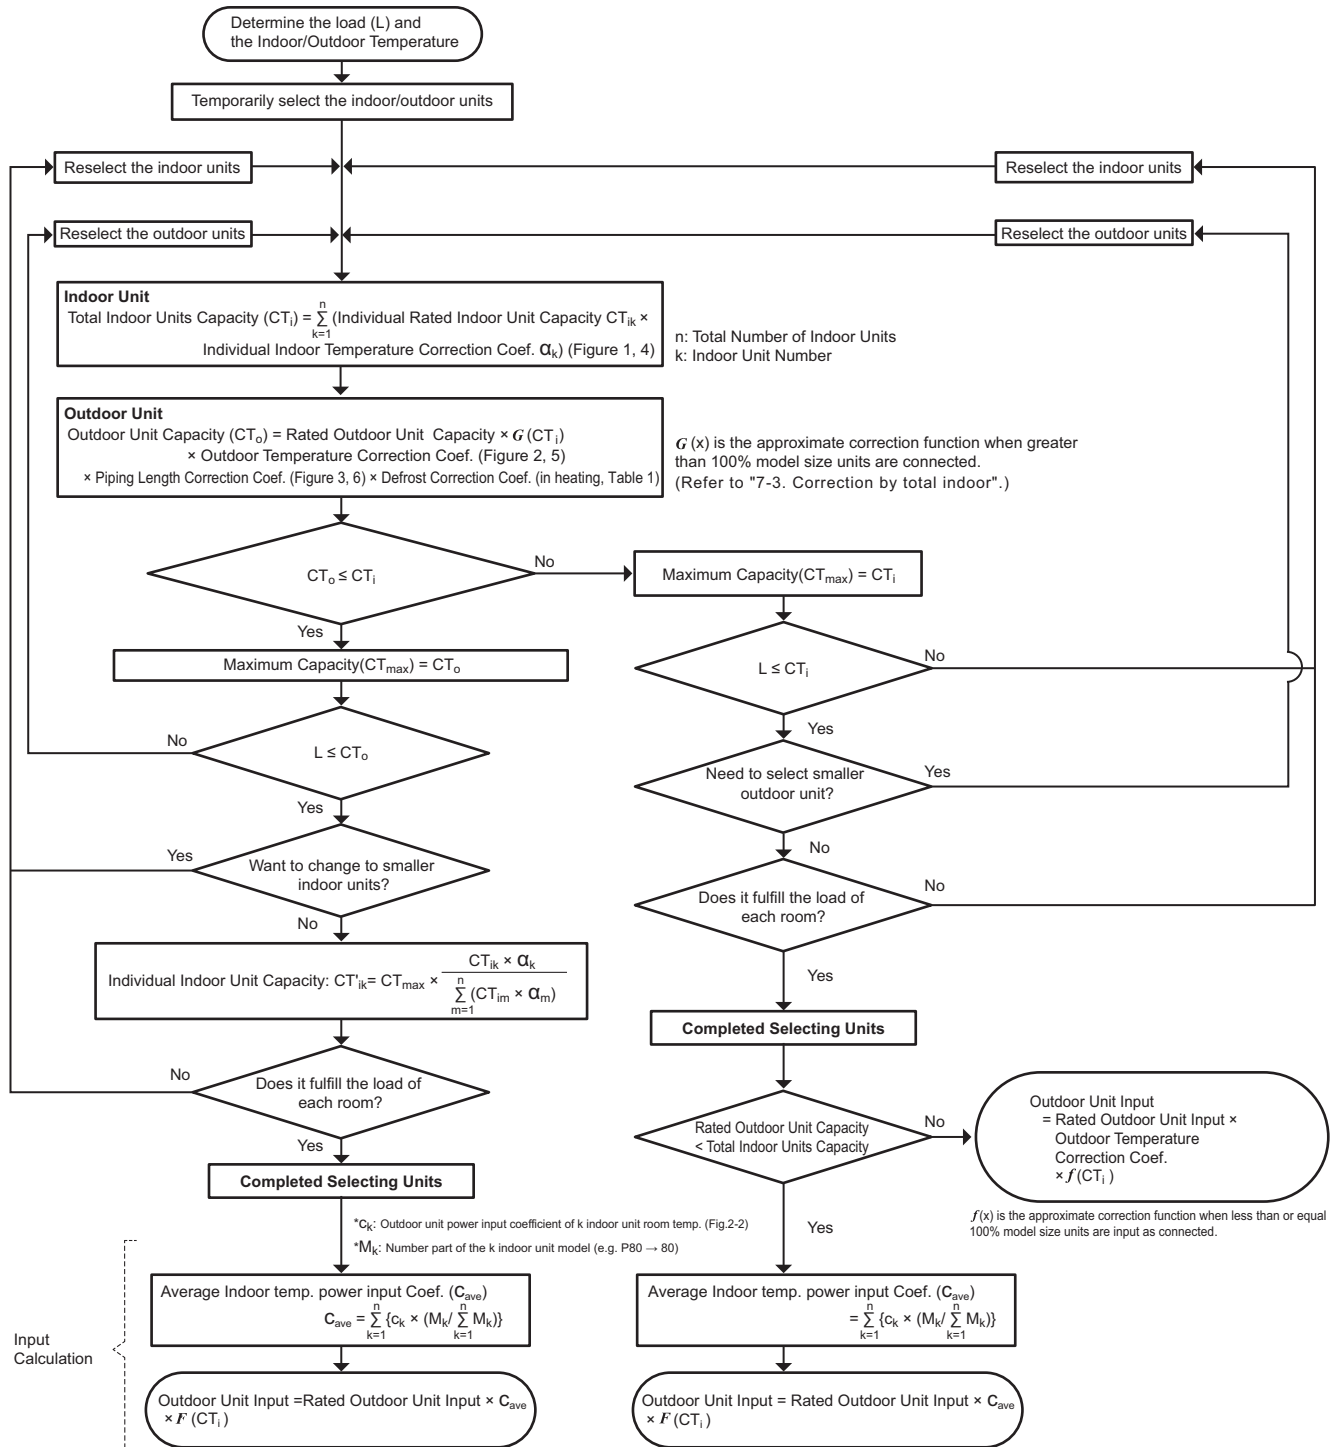 Determine the load (L) and
the Indoor/Outdoor Temperature
Temporarily select the indoor/outdoor units
Reselect the indoor units
Reselect the indoor units
Reselect the outdoor units
Reselect the outdoor units
Indoor Unit
Total Indoor Units Capacity (CTi) = n∑k=1 (Individual Rated Indoor Unit Capacity CTik ×
Individual Indoor Temperature Correction Coef. αk) (Figure 1, 4)
n: Total Number of Indoor Units
k: Indoor Unit Number
Outdoor Unit
Outdoor Unit Capacity (CTo) = Rated Outdoor Unit Capacity × G (CTi)
× Outdoor Temperature Correction Coef. (Figure 2, 5)
× Piping Length Correction Coef. (Figure 3, 6) × Defrost Correction Coef. (in heating, Table 1)
G (x) is the approximate correction function when greater
than 100% model size units are connected.
(Refer to "7-3. Correction by total indoor".)
CTo ≤ CTi
No
Maximum Capacity(CTmax) = CTi
Yes
Maximum Capacity(CTmax) = CTo
L ≤ CTi
No
Yes
L ≤ CTo
No
Yes
Need to select smaller
outdoor unit?
Yes
No
Want to change to smaller
indoor units?
Yes
No
Does it fulfill the load of
each room?
No
Yes
Individual Indoor Unit Capacity: CT'ik= CTmax ×
CTik × αk
n∑m=1 (CTim × αm)
Completed Selecting Units
Does it fulfill the load of
each room?
No
Yes
Rated Outdoor Unit Capacity
< Total Indoor Units Capacity
No
Yes
Outdoor Unit Input
= Rated Outdoor Unit Input ×
Outdoor Temperature
Correction Coef.
× f (CTi )
f(x) is the approximate correction function when less than or equal
100% model size units are input as connected.
Completed Selecting Units
*ck: Outdoor unit power input coefficient of k indoor unit room temp. (Fig.2-2)
*Mk: Number part of the k indoor unit model (e.g. P80 → 80)
Average Indoor temp. power input Coef. (Cave)
Cave = n∑k=1 {ck × (Mk/ n∑k=1 Mk)}
Average Indoor temp. power input Coef. (Cave)
= n∑k=1 {ck × (Mk/ n∑k=1 Mk)}
Input
Calculation
Outdoor Unit Input =Rated Outdoor Unit Input × Cave
× F (CTi )
Outdoor Unit Input = Rated Outdoor Unit Input × Cave
× F (CTi )